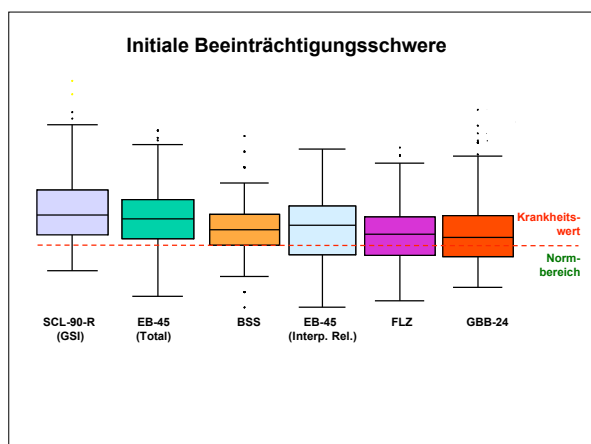 Initiale Beeinträchtigungsschwere
Krankheits-
wert
Norm-
bereich
SCL-90-R
(GSI)
EB-45
(Total)
BSS
EB-45
(Interp. Rel.)
FLZ
GBB-24